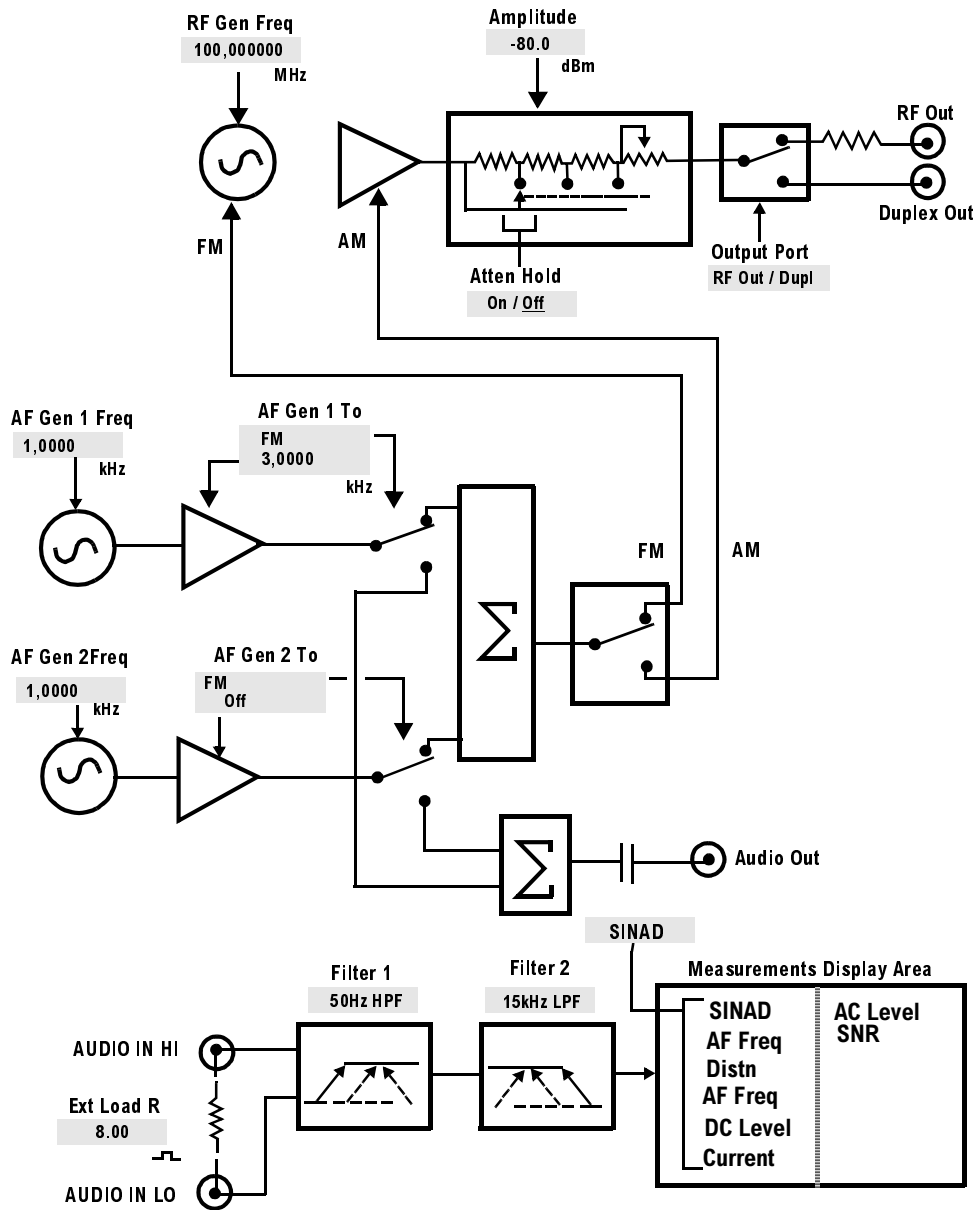 RF Gen Freq
100,000000
MHz
Amplitude
-80.0
dBm
RF Out
Duplex Out
FM
AM
Atten Hold
On / Off
Output Port
RF Out / Dupl
AF Gen 1 Freq
1,0000
kHz
AF Gen 1 To
FM
3,0000
kHz
FM
AM
Σ
AF Gen 2Freq
1,0000
kHz
AF Gen 2 To
FM
Off
Σ
Audio Out
SINAD
Filter 1
50Hz HPF
Filter 2
15kHz LPF
Measurements Display Area
SINAD
AF Freq
Distn
AF Freq
DC Level
Current
AC Level
SNR
AUDIO IN HI
Ext Load R
8.00
AUDIO IN LO